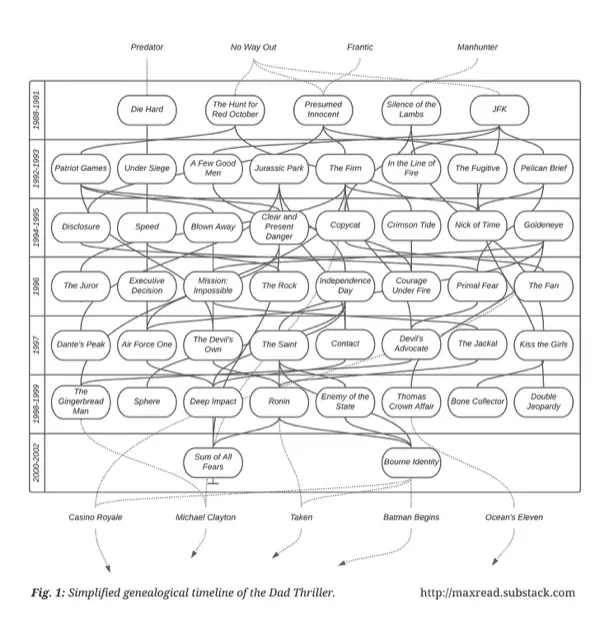 Predator
No Way Out
Frantic
Manhunter
1988-1991
Die Hard
The Hunt for
Red October
Presumed
Innocent
Silence of the
Lambs
JFK
1992-1993
Patriot Games
Under Siege
A Few Good
Men
Jurassic Park
The Firm
In the Line of
Fire
The Fugitive
Pelican Brief
1994-1995
Disclosure
Speed
Blown Away
Clear and
Present
Danger
Copycat
Crimson Tide
Nick of Time
Goldeneye
1996
The Juror
Executive
Decision
Mission:
Impossible
The Rock
Independence
Day
Courage
Under Fire
Primal Fear
The Fan
1997
Dante's Peak
Air Force One
The Devil's
Own
The Saint
Contact
Devil's
Advocate
The Jackal
Kiss the Girls
1998-1999
The
Gingerbread
Man
Sphere
Deep Impact
Ronin
Enemy of the
State
Thomas
Crown Affair
Bone Collector
Double
Jeopardy
2000-2002
Sum of All
Fears
Bourne Identity
Casino Royale
Michael Clayton
Taken
Batman Begins
Ocean's Eleven
Fig. 1: Simplified genealogical timeline of the Dad Thriller.
http://maxread.substack.com